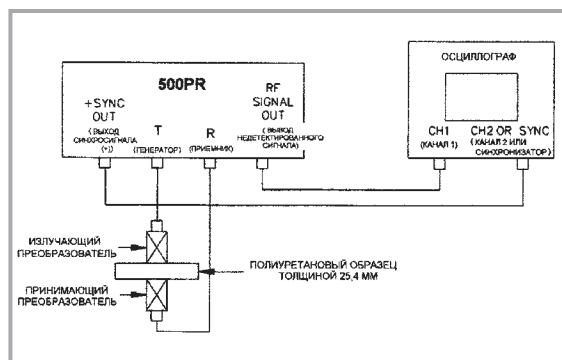 500PR
+SYNC
OUT
(ВЫХОД
СИНХРОСИГНАЛА
(+))
T
(ГЕНЕРАТОР)
R
(ПРИЕМНИК)
RF
SIGNAL
OUT
(ВЫВОД
НЕДЕТЕКТИРОВАННОГО
СИГНАЛА)
ОСЦИЛЛОГРАФ
CH1
(КАНАЛ 1)
CH2 OR SYNC
(КАНАЛ 2 ИЛИ
СИНХРОНИЗАТОР)
ИЗЛУЧАЮЩИЙ
ПРЕОБРАЗОВАТЕЛЬ
ПРИНИМАЮЩИЙ
ПРЕОБРАЗОВАТЕЛЬ
ПОЛИУРЕТАНОВЫЙ ОБРАЗЕЦ
ТОЛЩИНОЙ 25,4 ММ